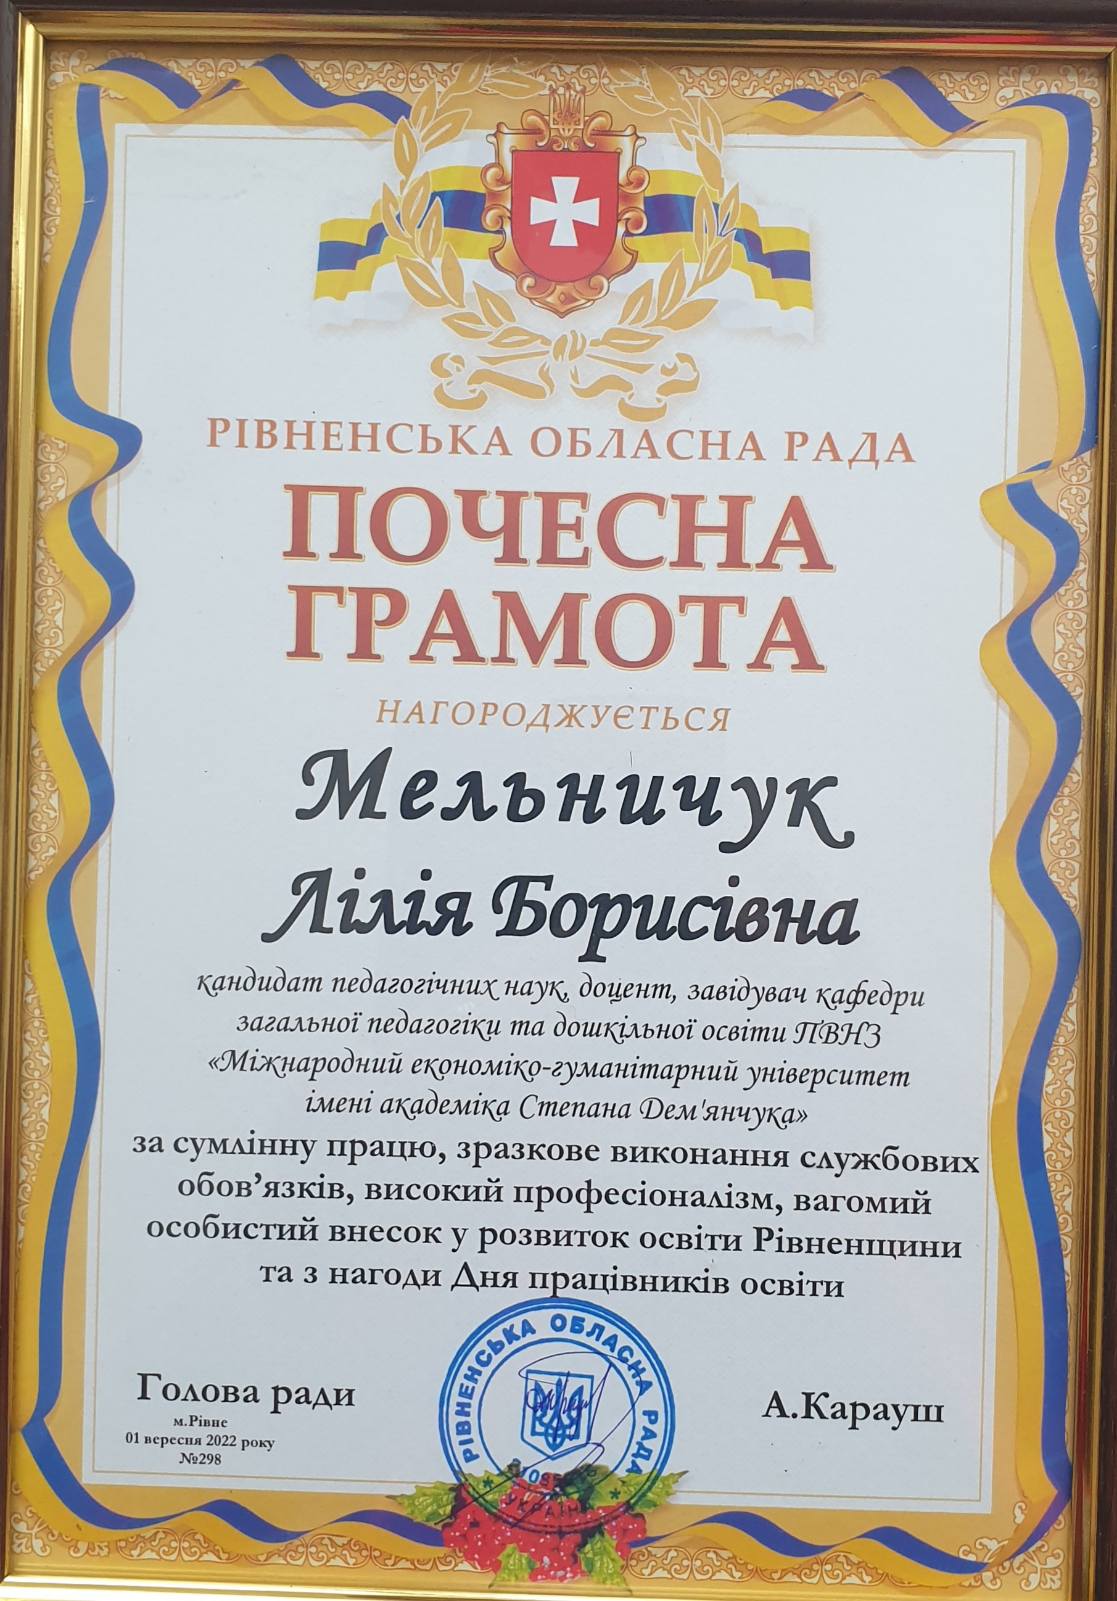 РІВНЕНСЬКА ОБЛАСНА РАДА
ПОЧЕСНА
ГРАМОТА
НАГОРОДЖУЄТЬСЯ
Мельничук
Лілія Борисівна
кандидат педагогічних наук, доцент, завідувач кафедри
загальної педагогіки та дошкільної освіти ПВНЗ
«Міжнародний економіко-гуманітарний університет
імені академіка Степана Дем'янчука»
за сумлінну працю, зразкове виконання службових
обов’язків, високий професіоналізм, вагомий
особистий внесок у розвиток освіти Рівненщини
та з нагоди Дня працівників освіти
РІВНЕНСЬКА ОБЛАСНА РАДА
* УКРАЇНА *
Голова ради
А.Карауш
м.Рівне
01 вересня 2022 року
№298